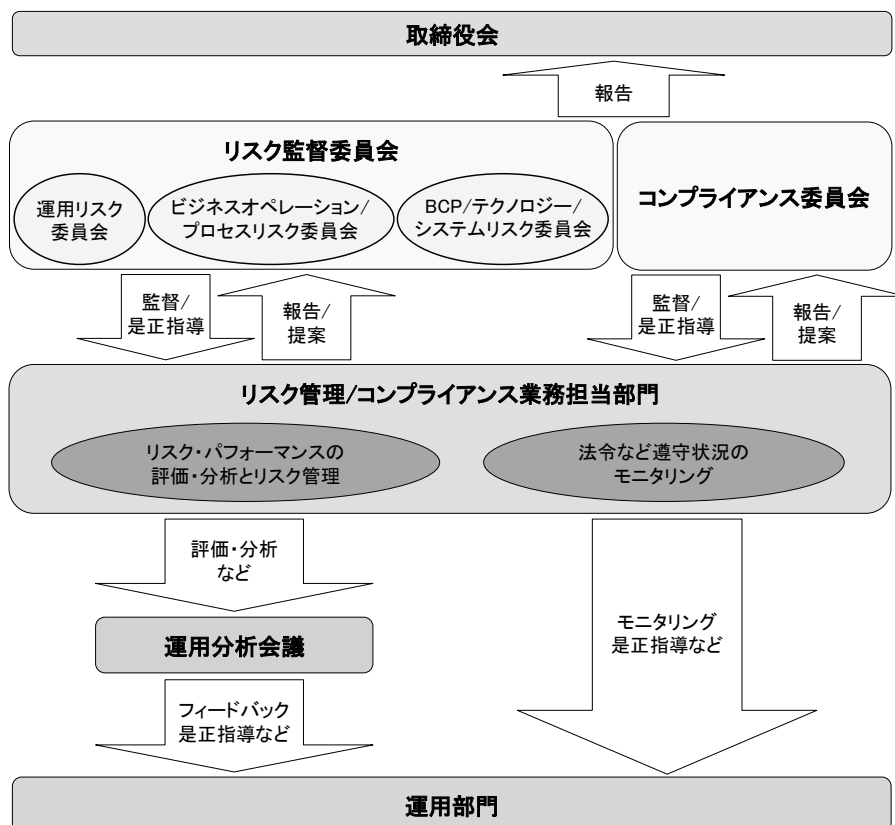 取締役会
報告
リスク監督委員会
運用リスク
委員会
ビジネスオペレーション/
プロセスリスク委員会
BCP/テクノロジー/
システムリスク委員会
コンプライアンス委員会
監督/
是正指導
報告/
提案
監督/
是正指導
報告/
提案
リスク管理/コンプライアンス業務担当部門
リスク・パフォーマンスの
評価・分析とリスク管理
法令など遵守状況の
モニタリング
評価・分析
など
運用分析会議
フィードバック
是正指導など
モニタリング
是正指導など
運用部門